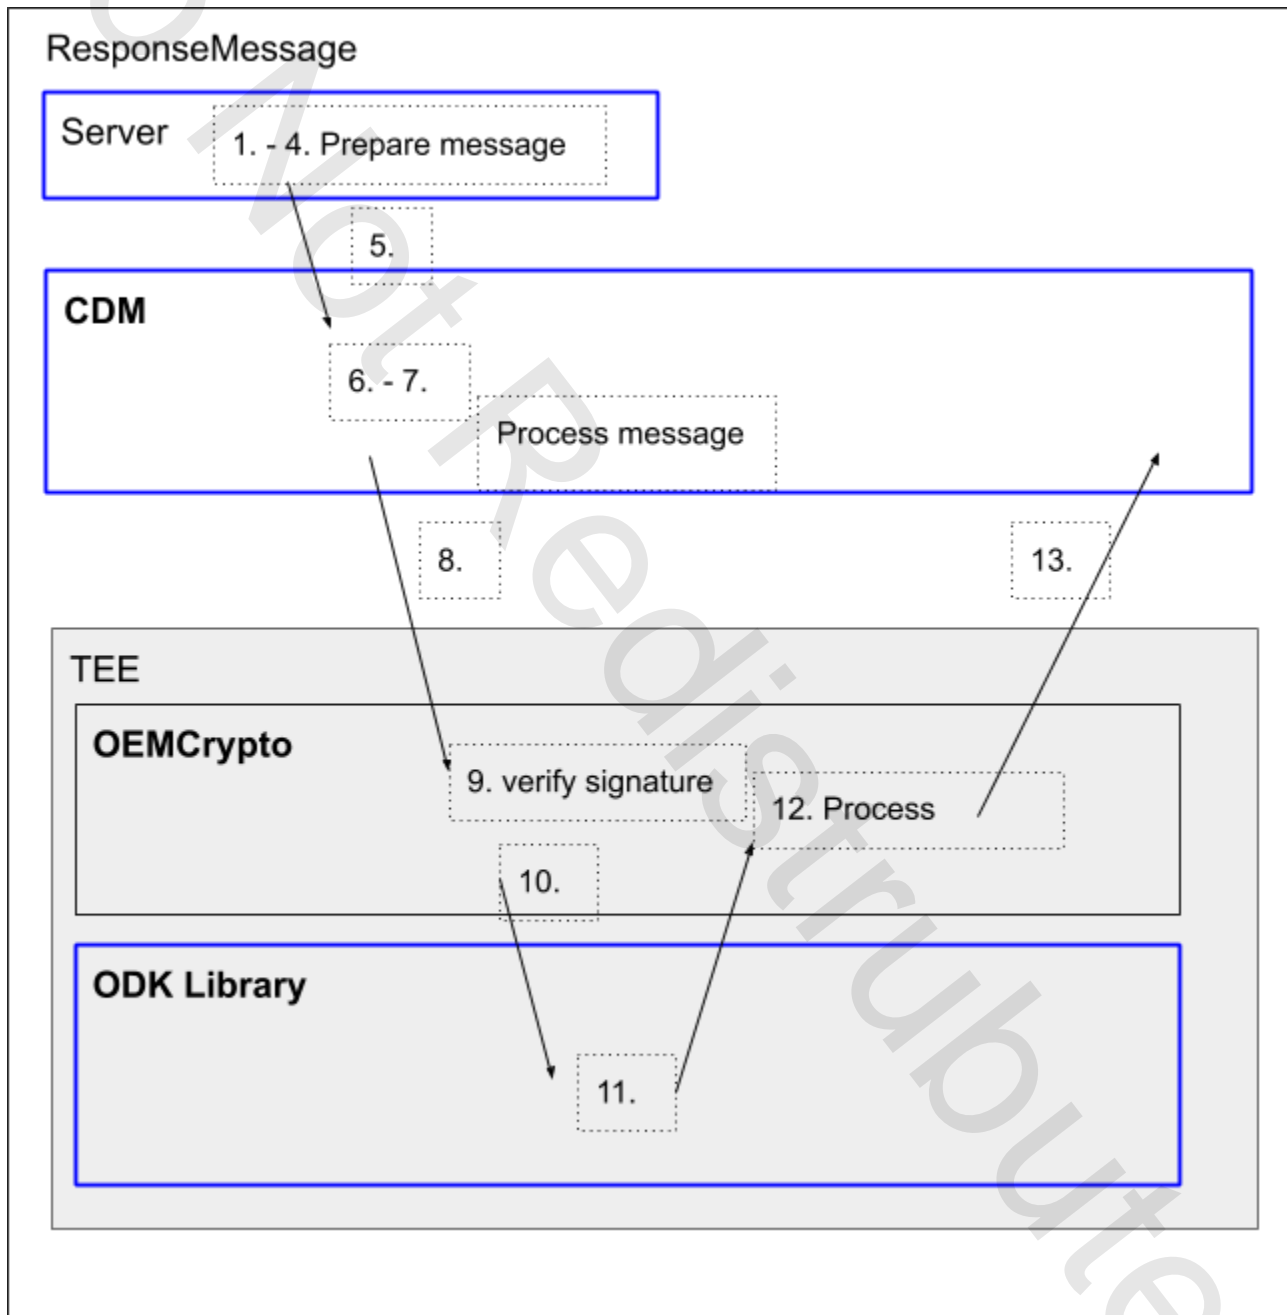 ResponseMessage
Server
1. - 4. Prepare message
5.
CDM
6. - 7.
Process message
8.
13.
TEE
OEMCrypto
9. verify signature
12. Process
10.
ODK Library
11.
Do Not Redistribute